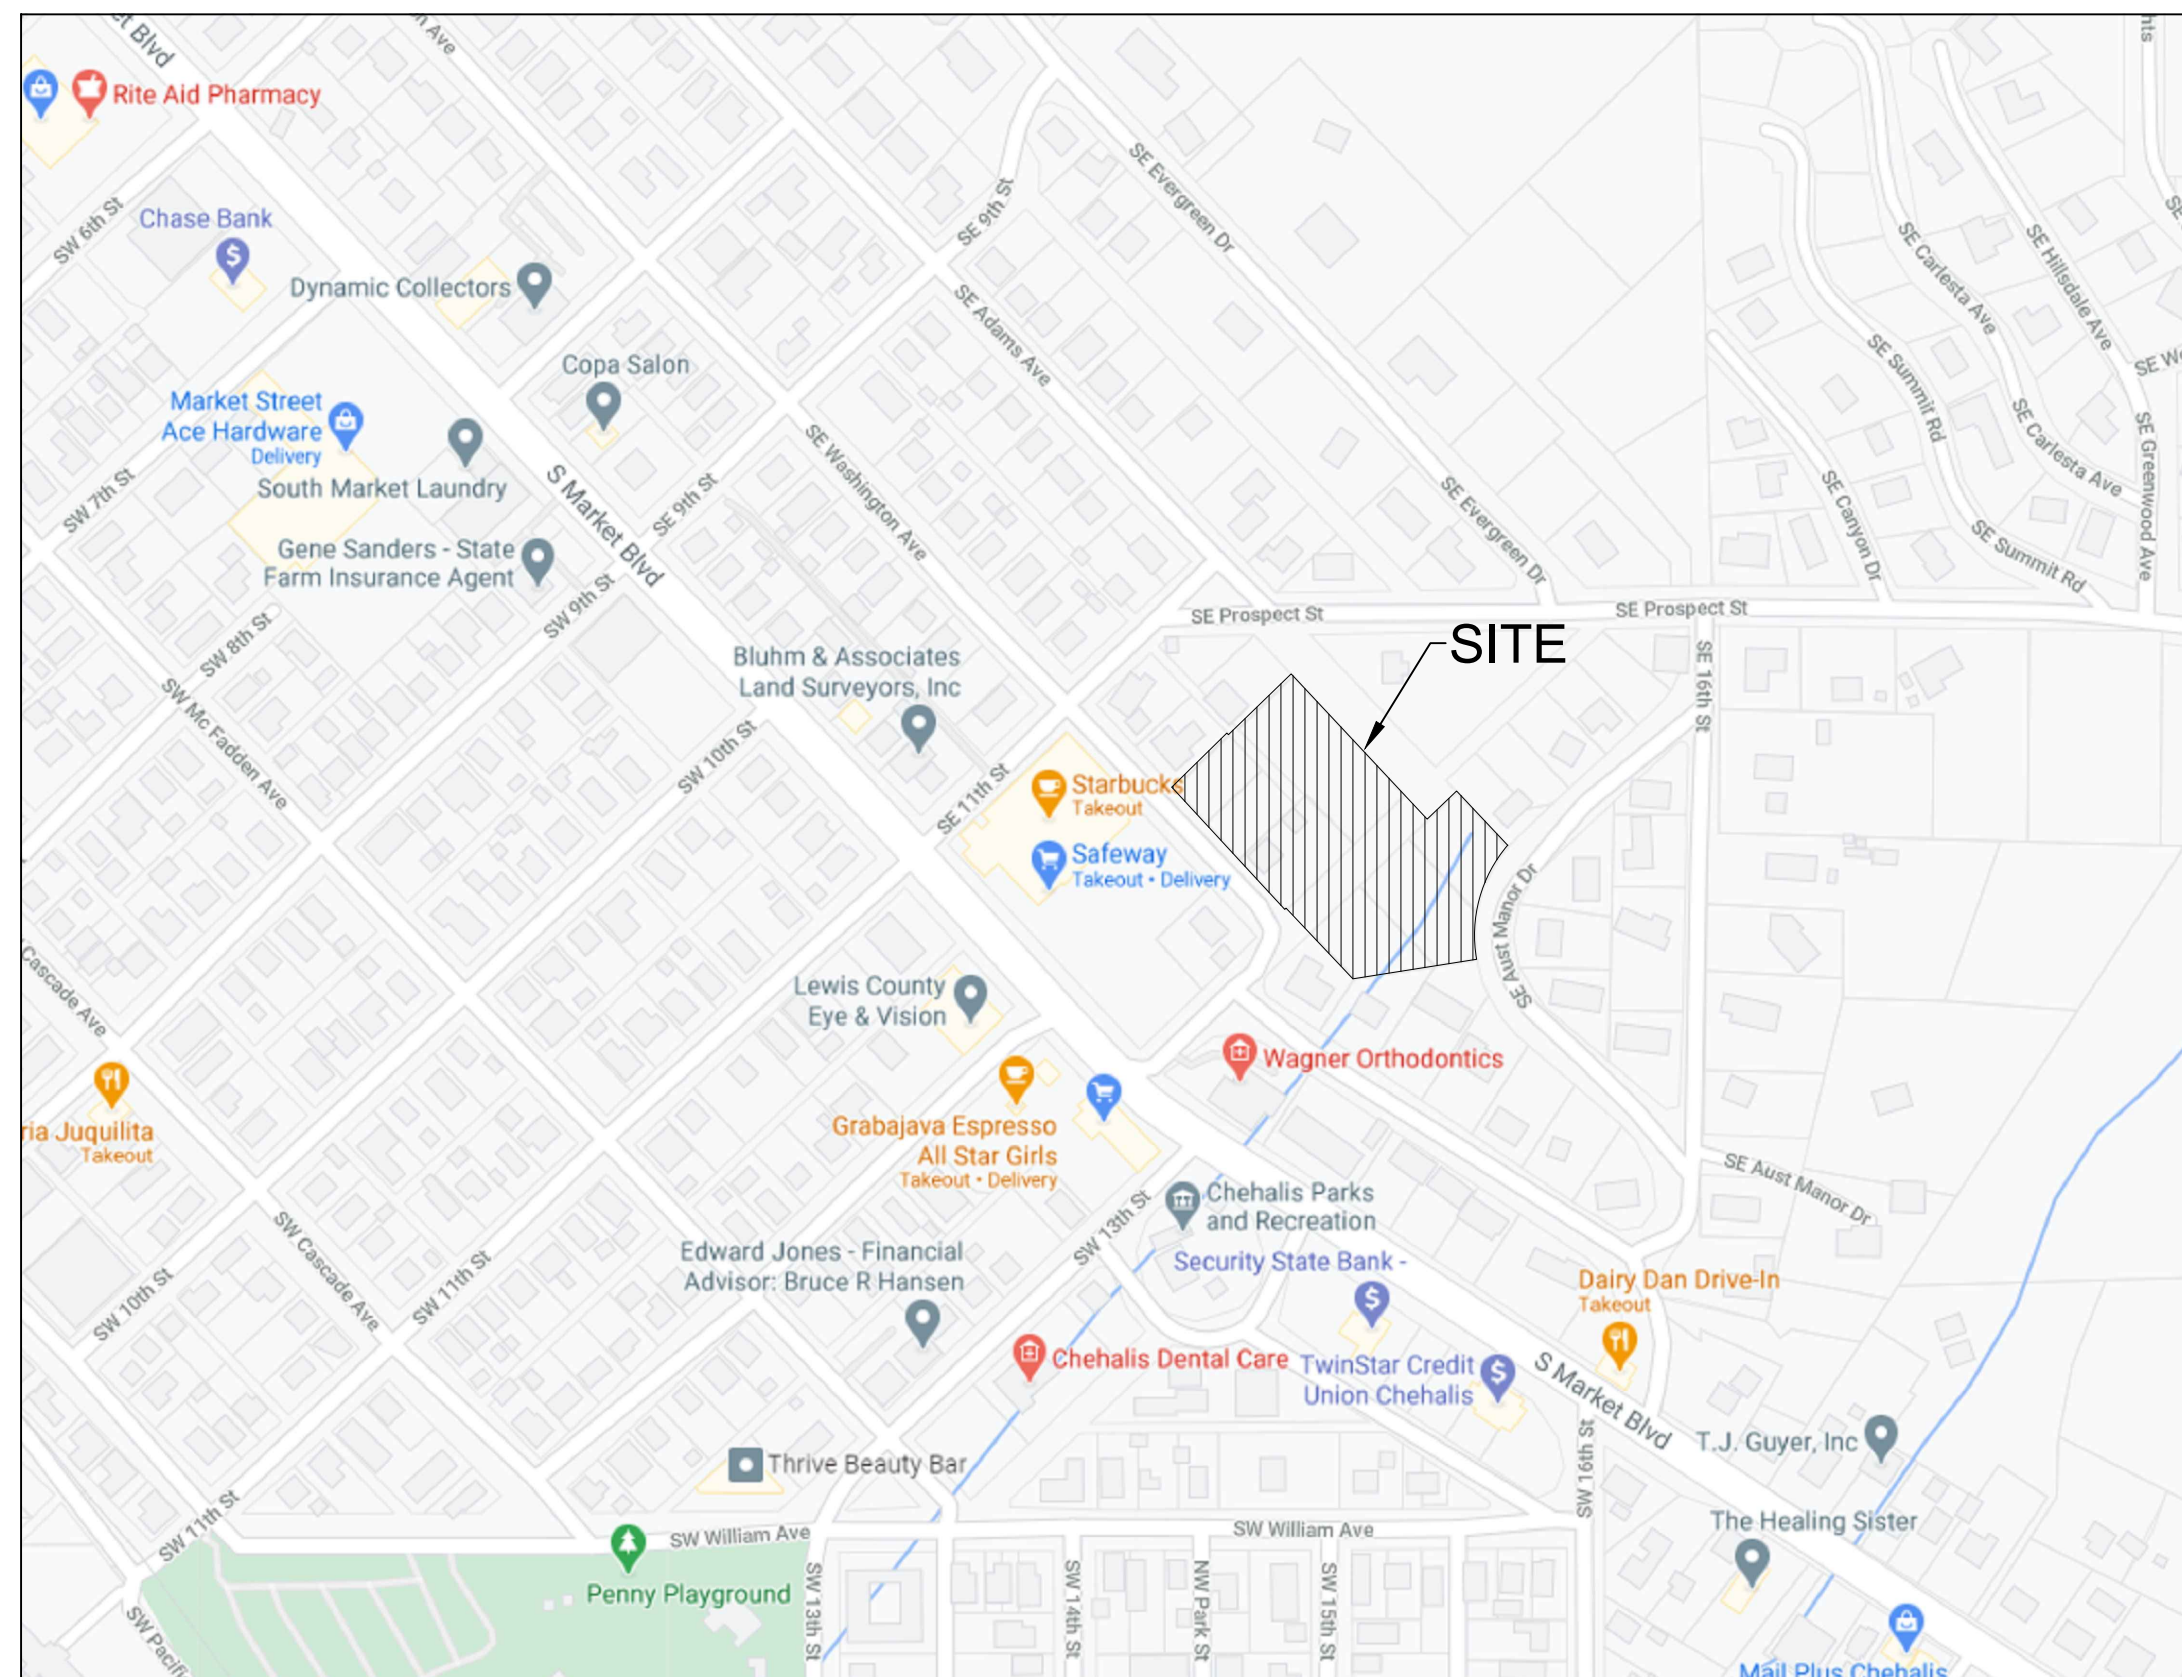 et Blvd
n Ave
hts
Rite Aid Pharmacy
SW 6th St
Chase Bank
Dynamic Collectors
SE 9th St
SE Evergreen Dr
SE Carlesta Ave
SE Hillsdale Ave
SE
SE Adams Ave
SE Summit Rd
SE We
Copa Salon
Market Street
Ace Hardware
Delivery
SW 7th St
South Market Laundry
S Market Blvd
SE 9th St
SE Washington Ave
SE Evergreen Dr
SE Canyon Dr
SE Carlesta Ave
SE Greenwood Ave
SE Summit Rd
Gene Sanders - State
Farm Insurance Agent
SW 8th St
SW 9th St
SE Prospect St
SE Prospect St
SITE
SE 16th St
Bluhm & Associates
Land Surveyors, Inc
SW Mc Fadden Ave
SW 10th St
SE 11th St
Starbucks
Takeout
Safeway
Takeout • Delivery
SE Aust Manor Dr
Cascade Ave
Lewis County
Eye & Vision
Wagner Orthodontics
ria Juquilita
Takeout
Grabajava Espresso
All Star Girls
Takeout • Delivery
SE Aust Manor Dr
Chehalis Parks
and Recreation
SW 13th St
SW Cascade Ave
SW 11th St
SW 10th St
Edward Jones - Financial
Advisor: Bruce R Hansen
Security State Bank -
Dairy Dan Drive-In
Takeout
Chehalis Dental Care
TwinStar Credit
Union Chehalis
S Market Blvd
SW 16th St
T.J. Guyer, Inc
Thrive Beauty Bar
SW 11th St
SW William Ave
SW William Ave
The Healing Sister
Penny Playground
SW 13th St
SW 14th St
NW Park St
SW 15th St
SW Pacifi
Mail Plus Chehalis